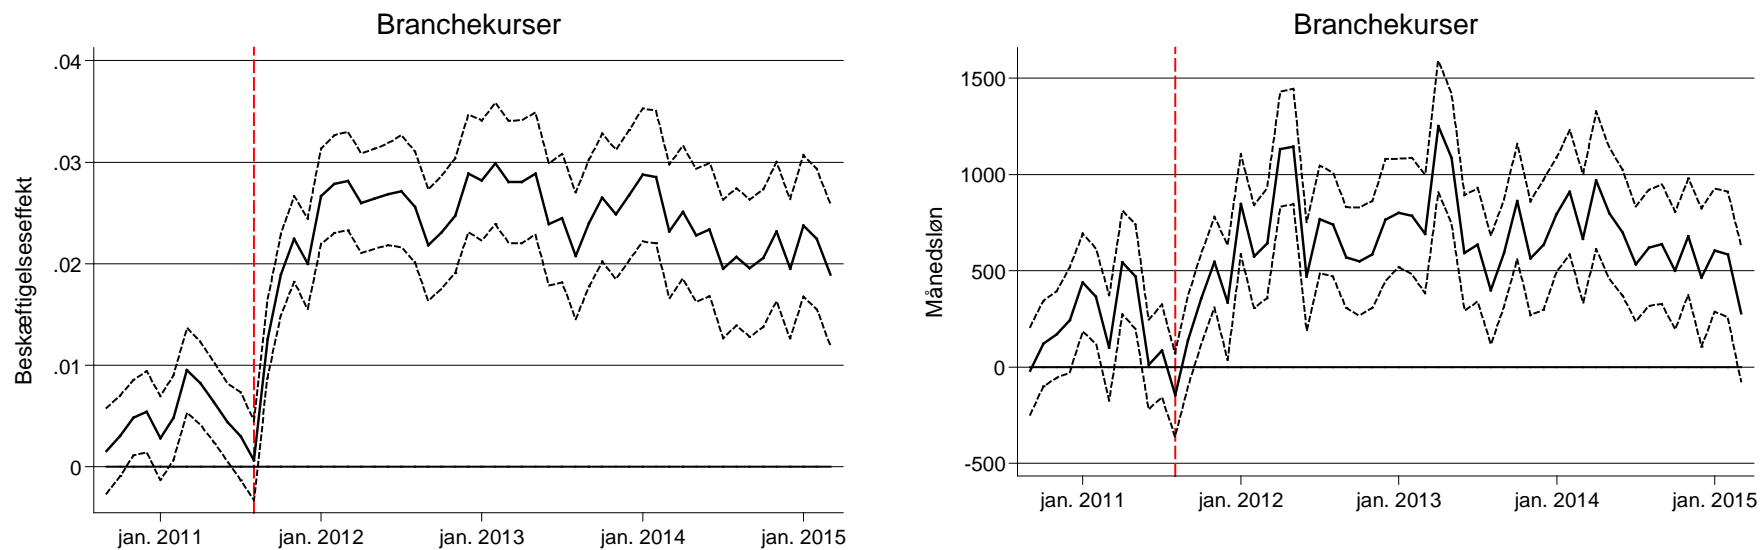 Branchekurser
Beskæftigelseseffekt
.04
.03
.02
.01
0
jan. 2011
jan. 2012
jan. 2013
jan. 2014
jan. 2015
Branchekurser
Månedsløn
1500
1000
500
0
-500
jan. 2011
jan. 2012
jan. 2013
jan. 2014
jan. 2015